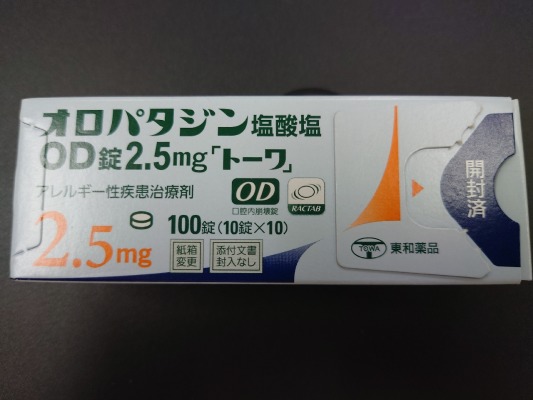 オロパタジン塩酸塩
OD錠2.5mg「トーワ」
アレルギー性疾患治療剤
OD
口腔内崩壊錠
RACTAB
2.5mg
100錠(10錠×10)
紙箱
変更
添付文書
封入なし
TOWA
東和薬品
開封済